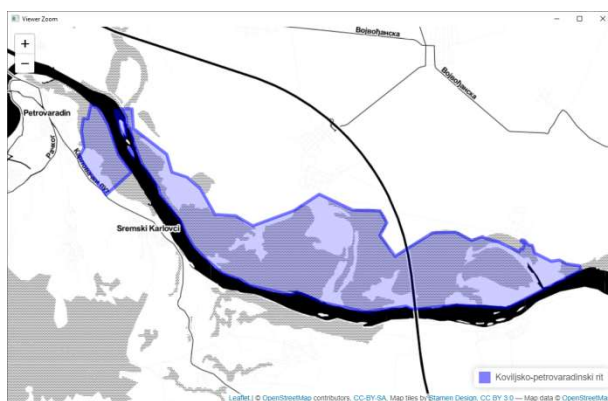 Viewer Zoom
Војвођанска
Војвођанска
+
−
Petrovaradin
Sremski Karlovci
Koviljsko-petrovaradinski rit
Leaflet | © OpenStreetMap contributors, CC-BY-SA, Map tiles by Stamen Design, CC BY 3.0 — Map data © OpenStreetMap